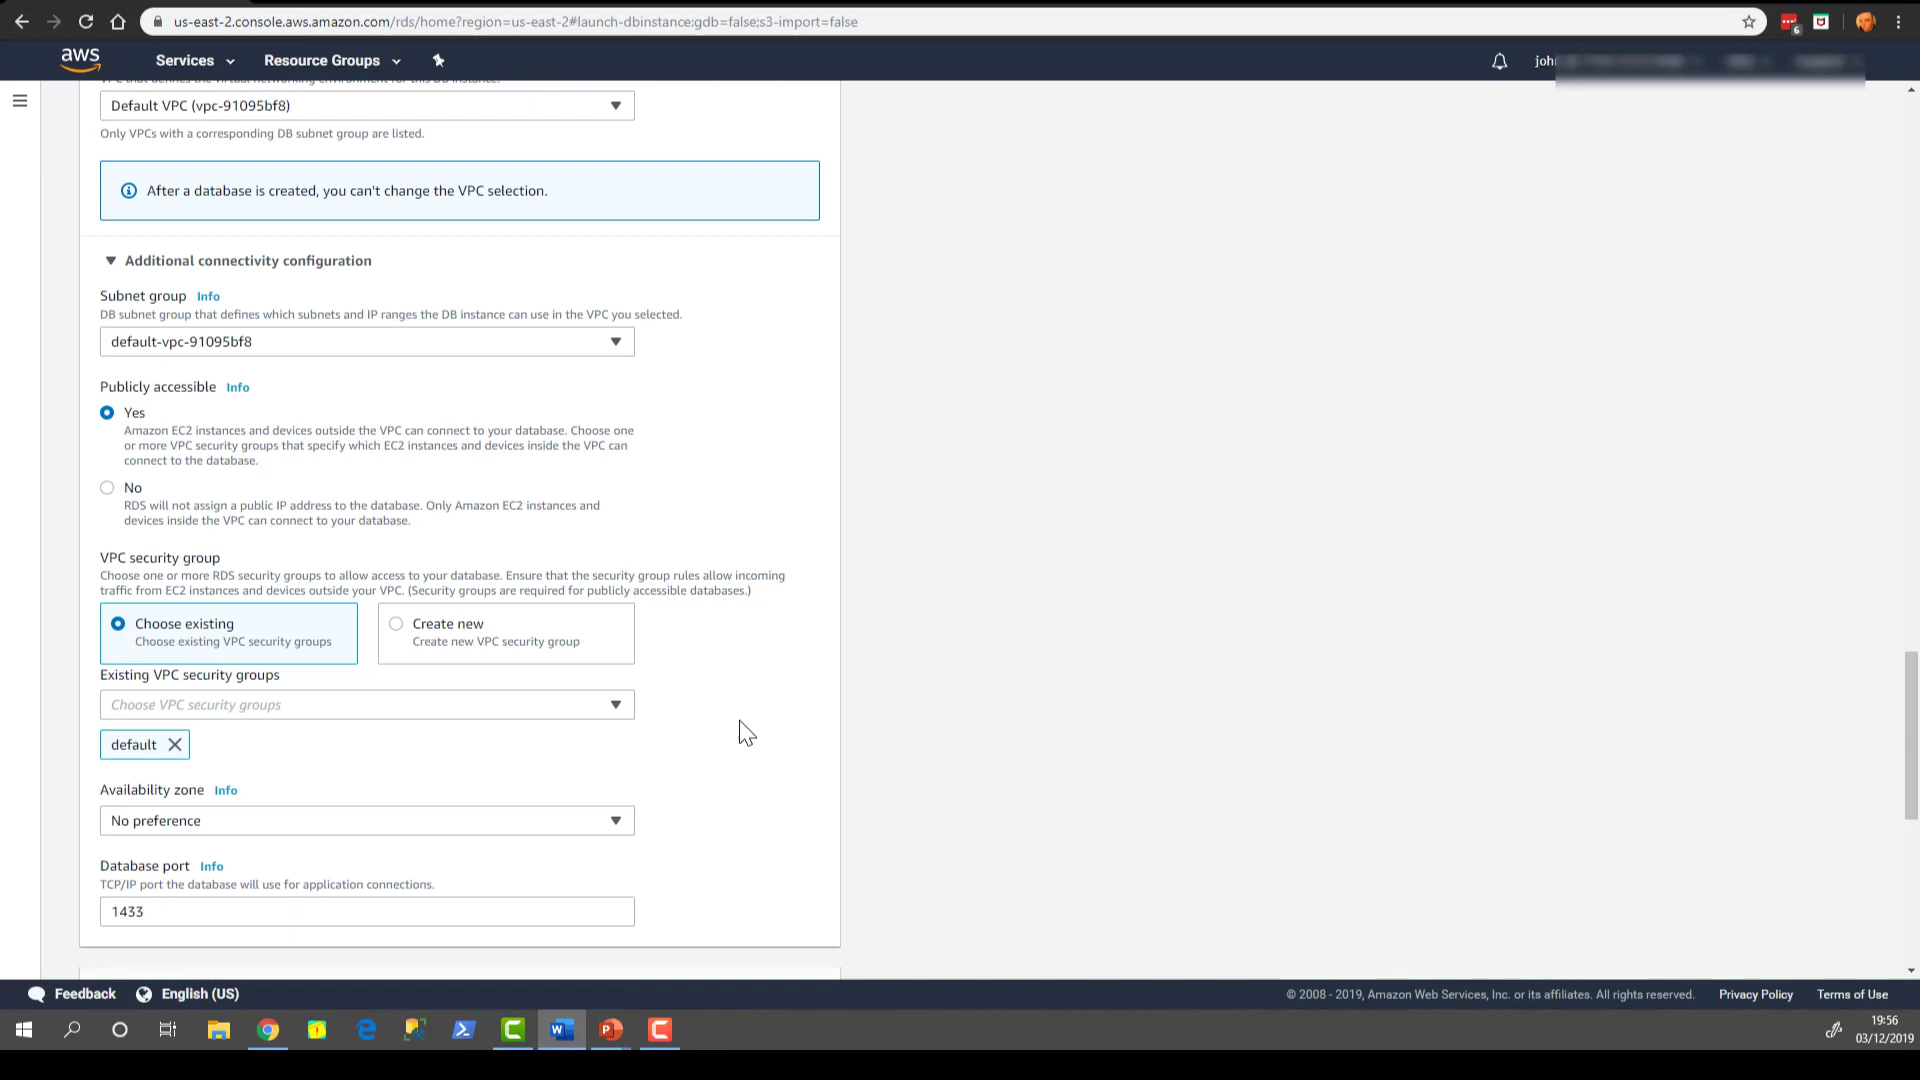 us-east-2.console.aws.amazon.com/rds/home?region=us-east-2#launch-dbinstance:gdb=false;s3-import=false
6
aws
Services
Resource Groups
john
VPC that defines the virtual networking environment for this DB instance.
Default VPC (vpc-91095bf8)
Only VPCs with a corresponding DB subnet group are listed.
After a database is created, you can't change the VPC selection.
Additional connectivity configuration
Subnet group Info
DB subnet group that defines which subnets and IP ranges the DB instance can use in the VPC you selected.
default-vpc-91095bf8
Publicly accessible Info
Yes
Amazon EC2 instances and devices outside the VPC can connect to your database. Choose one
or more VPC security groups that specify which EC2 instances and devices inside the VPC can
connect to the database.
No
RDS will not assign a public IP address to the database. Only Amazon EC2 instances and
devices inside the VPC can connect to your database.
VPC security group
Choose one or more RDS security groups to allow access to your database. Ensure that the security group rules allow incoming
traffic from EC2 instances and devices outside your VPC. (Security groups are required for publicly accessible databases.)
Choose existing
Choose existing VPC security groups
Create new
Create new VPC security group
Existing VPC security groups
Choose VPC security groups
default
Availability zone Info
No preference
Database port Info
TCP/IP port the database will use for application connections.
1433
Feedback
English (US)
© 2008 - 2019, Amazon Web Services, Inc. or its affiliates. All rights reserved.
Privacy Policy
Terms of Use
19:56
03/12/2019